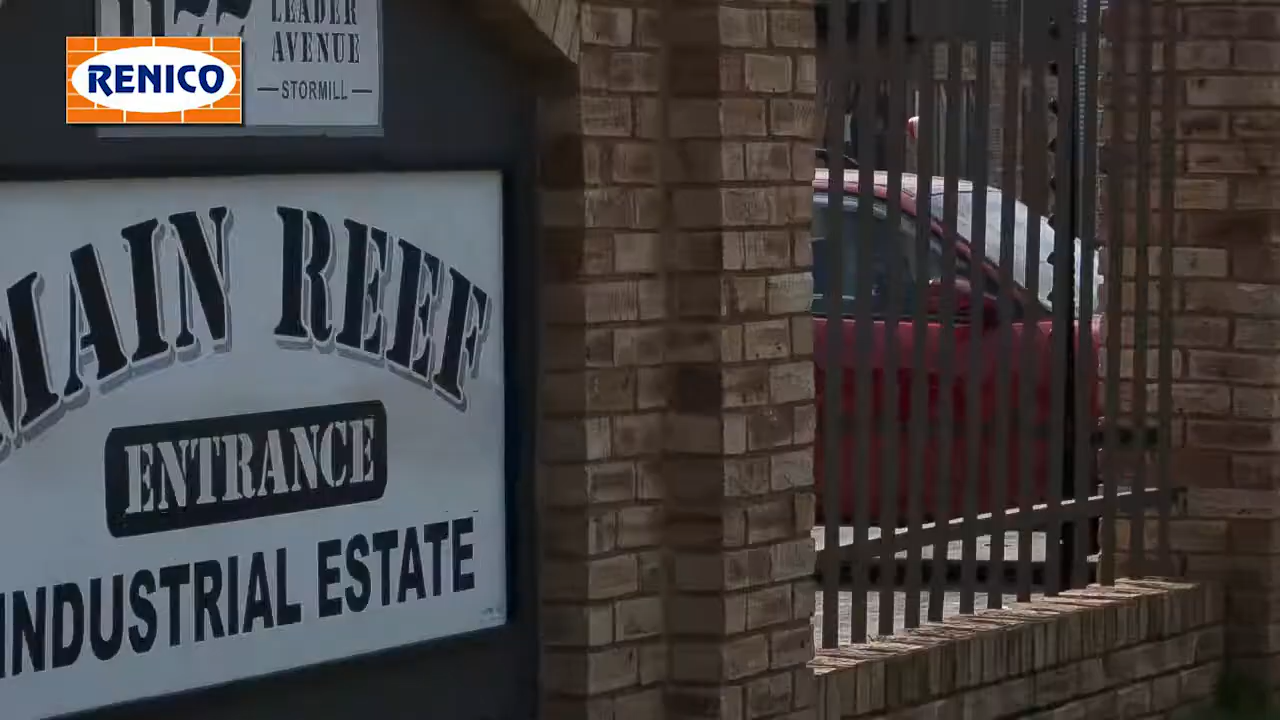 LEADER
AVENUE
STORMILL
RENICO
MAIN REEF
ENTRANCE
INDUSTRIAL ESTATE